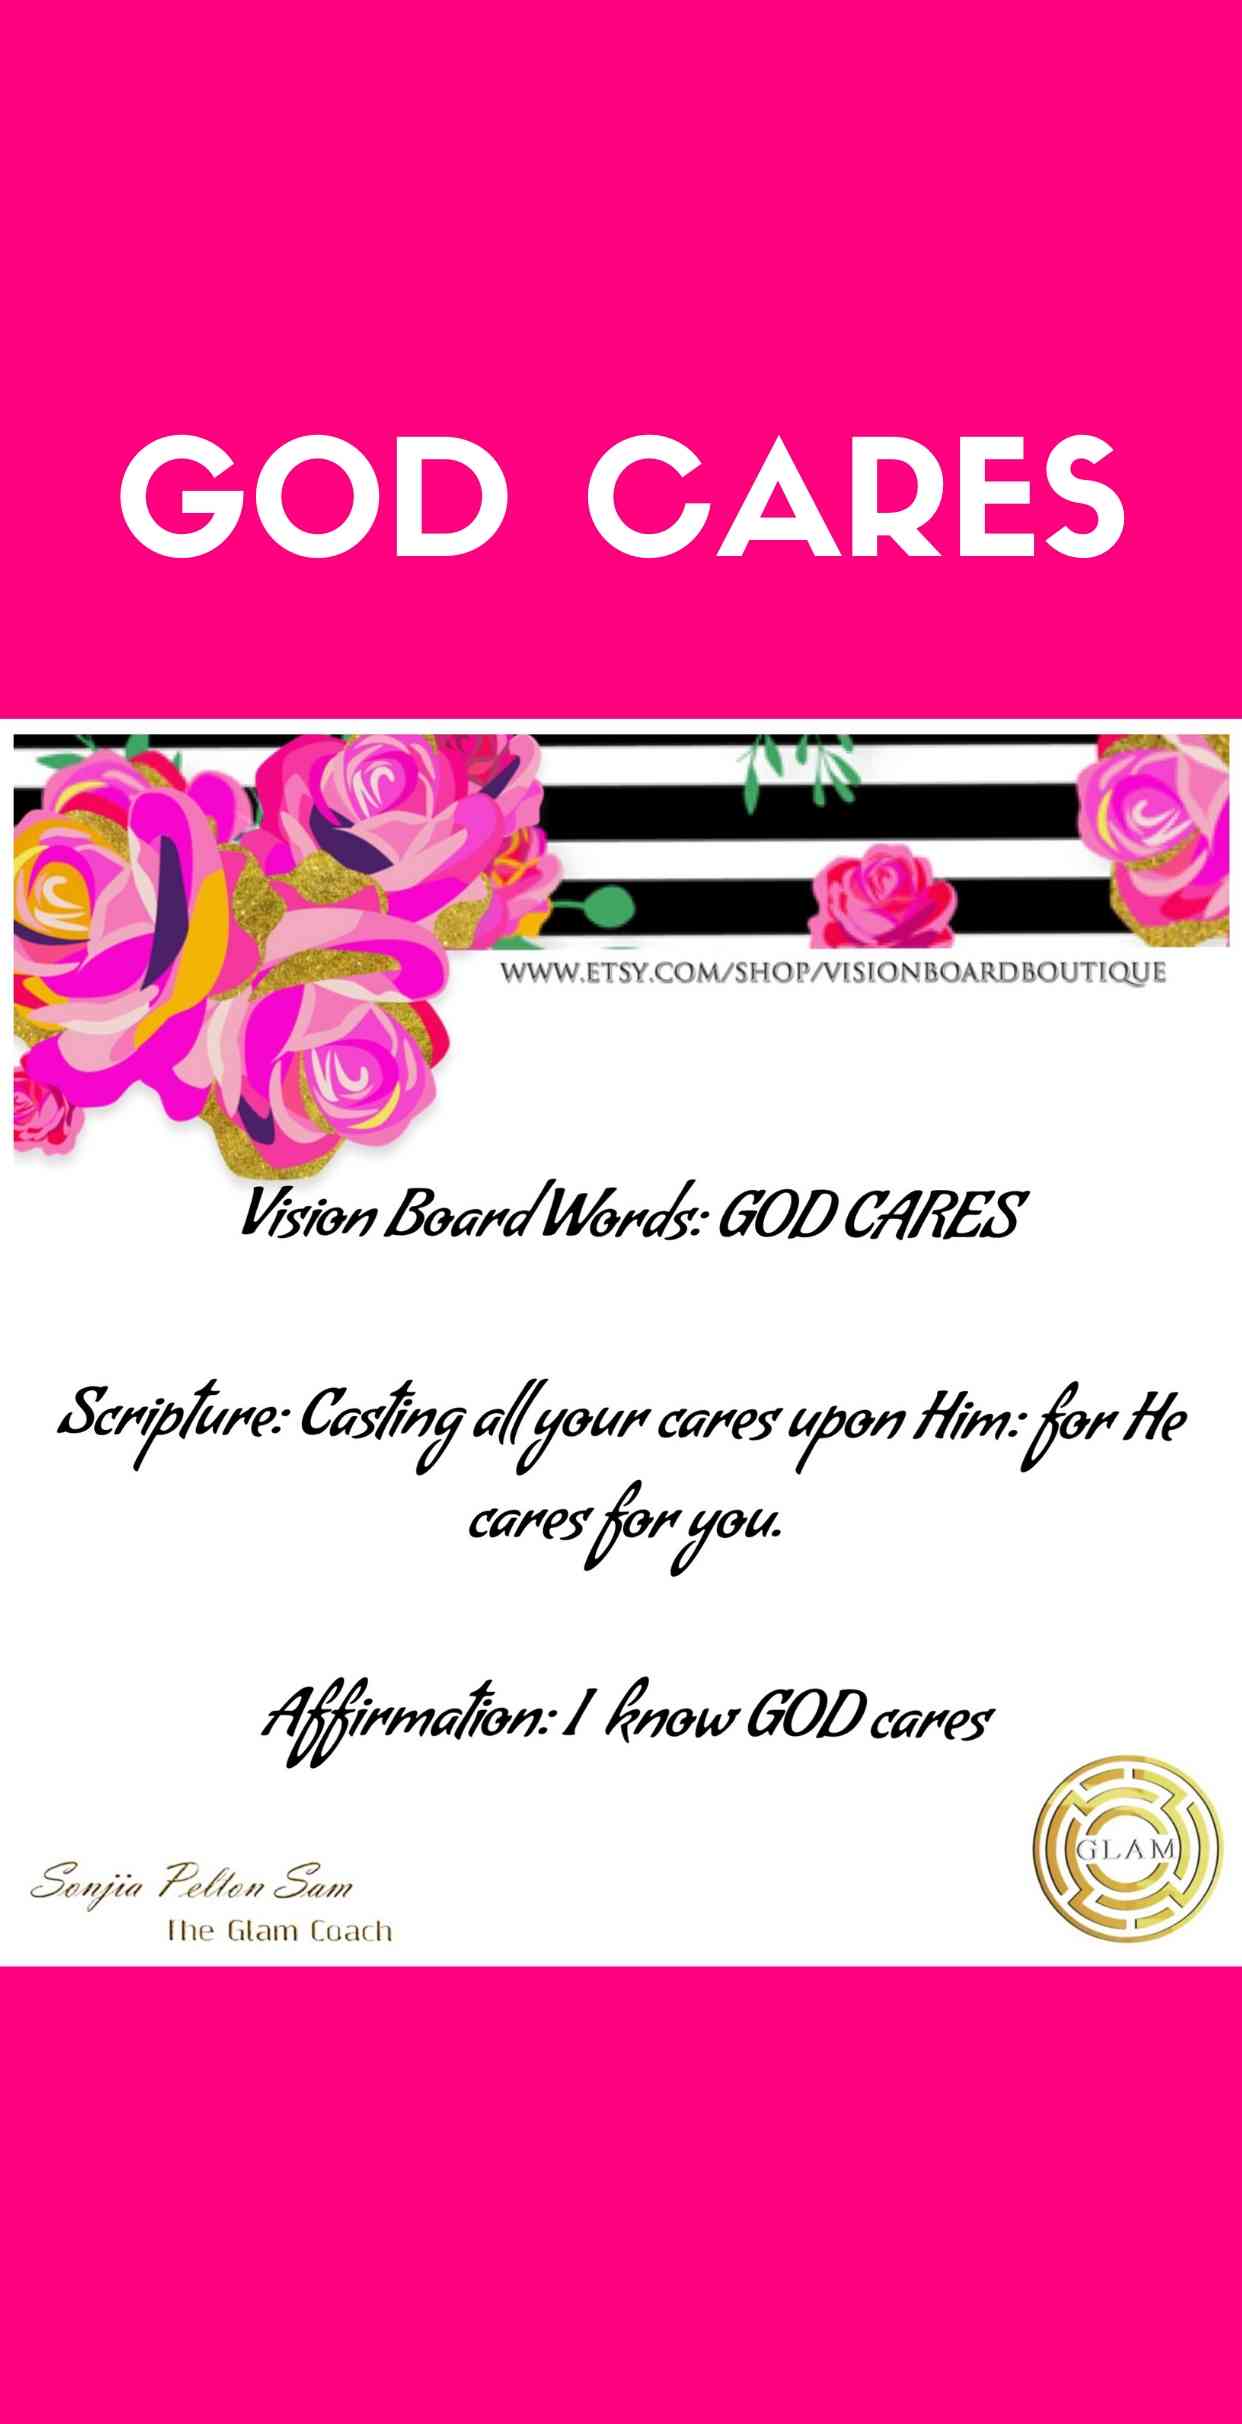 GOD CARES
WWW.ETSY.COM/SHOP/VISIONBOARDBOUTIQUE
Vision Board Words: GOD CARES
Scripture: Casting all your cares upon Him: for He
cares for you.
Affirmation: I know GOD cares
GLAM
Sonjia Pelton Sam
The Glam Coach